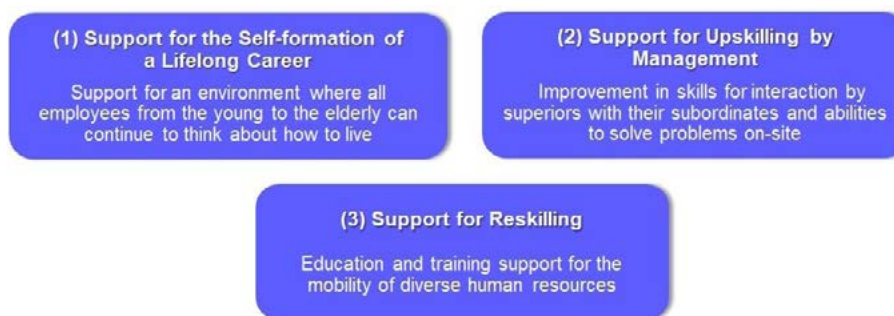 (1) Support for the Self-formation of
a Lifelong Career
Support for an environment where all
employees from the young to the elderly can
continue to think about how to live
(2) Support for Upskilling by
Management
Improvement in skills for interaction by
superiors with their subordinates and abilities
to solve problems on-site
(3) Support for Reskilling
Education and training support for the
mobility of diverse human resources